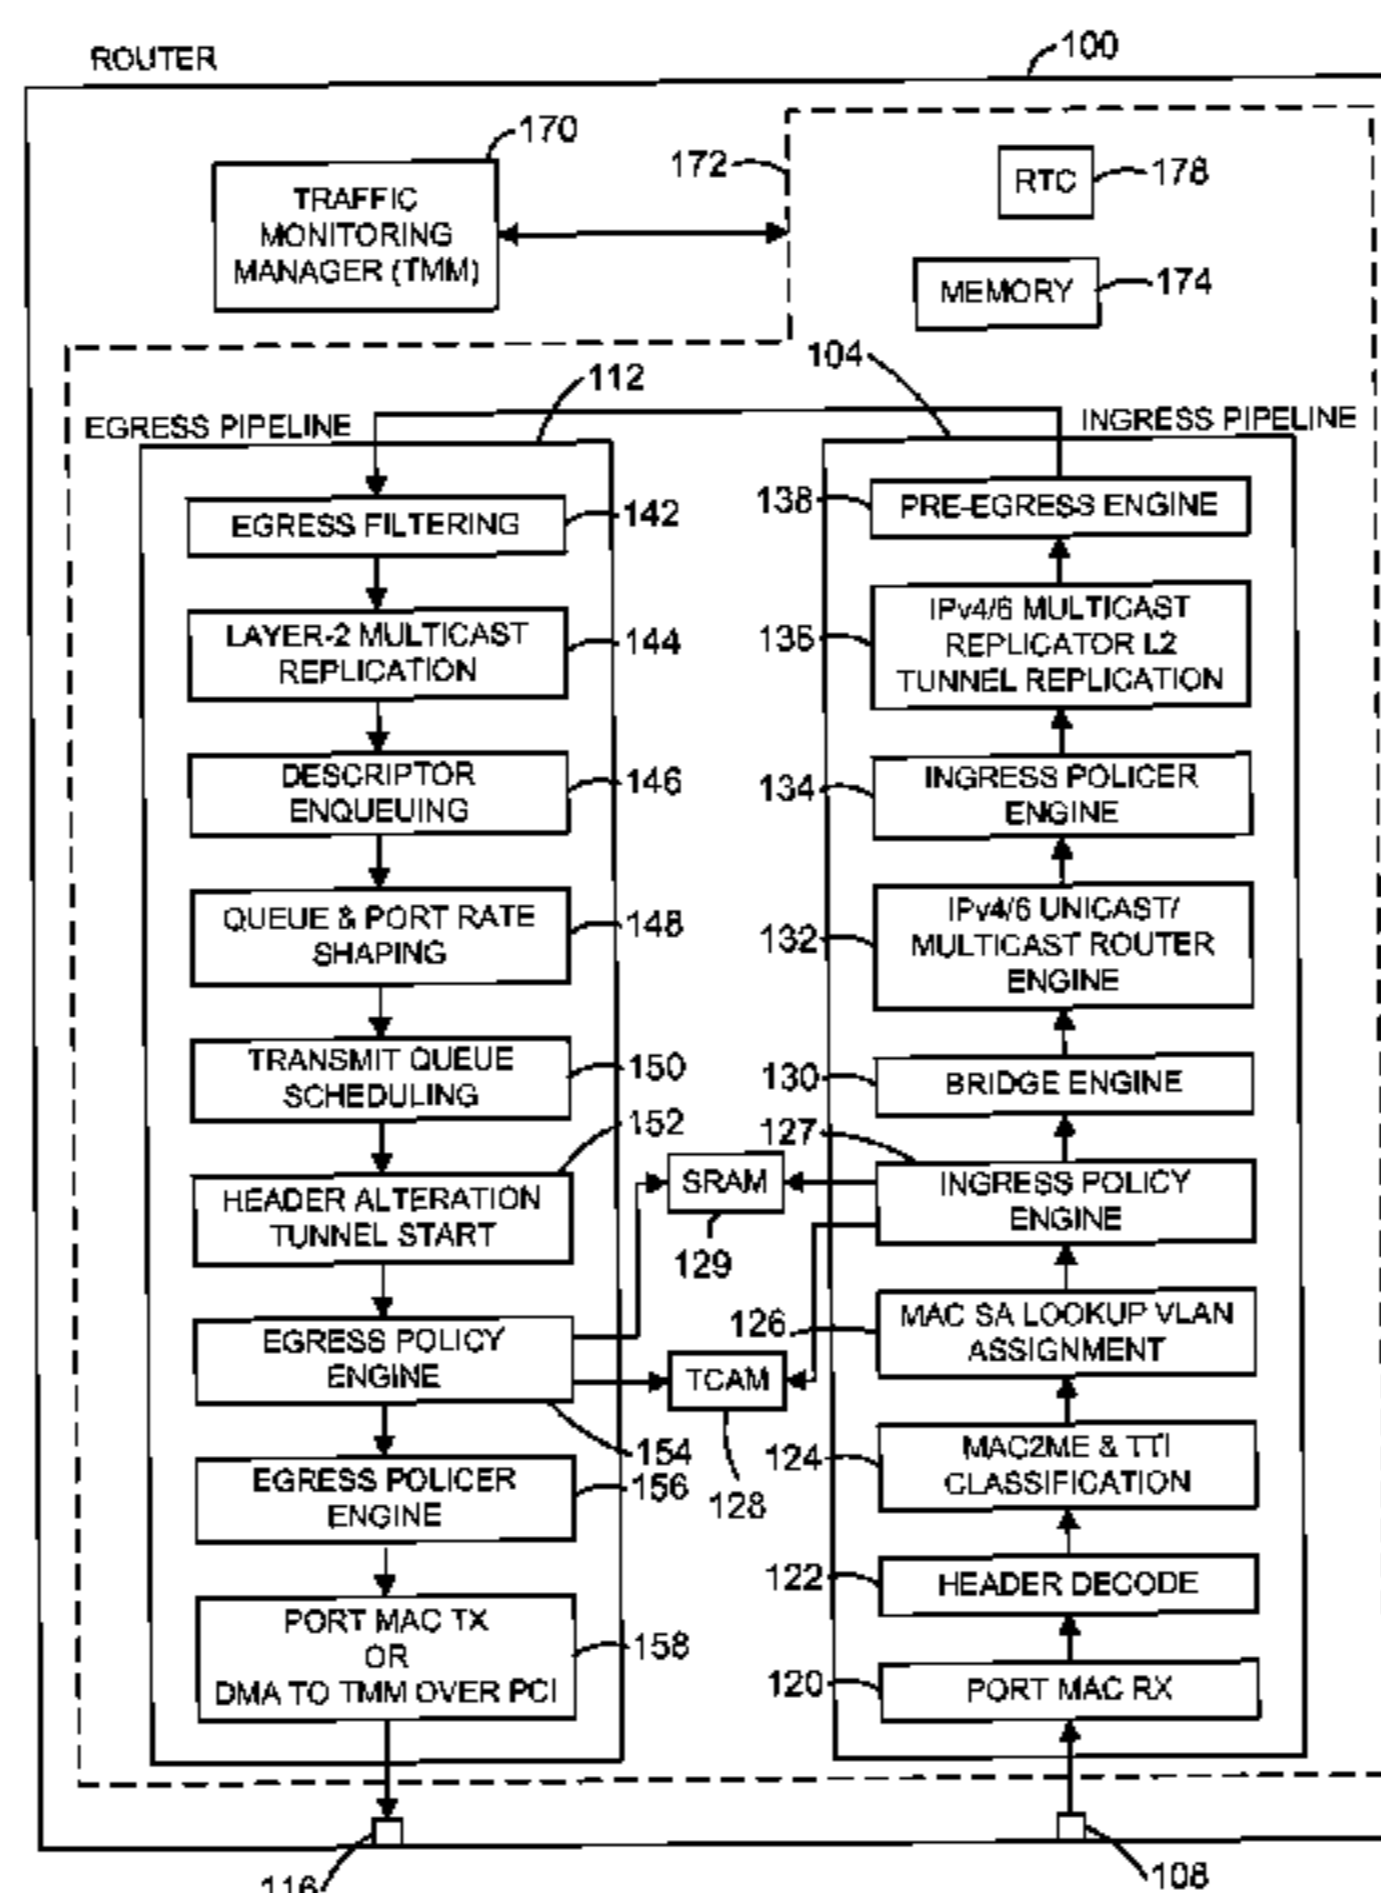 ROUTER
100
170
TRAFFIC
MONITORING
MANAGER (TMM)
172
RTC
178
MEMORY
174
104
112
EGRESS PIPELINE
INGRESS PIPELINE
EGRESS FILTERING
142
LAYER-2 MULTICAST
REPLICATION
144
DESCRIPTOR
ENQUEUING
146
QUEUE & PORT RATE
SHAPING
148
TRANSMIT QUEUE
SCHEDULING
150
152
HEADER ALTERATION
TUNNEL START
EGRESS POLICY
ENGINE
154
EGRESS POLICER
ENGINE
156
PORT MAC TX
OR
DMA TO TMM OVER PCI
158
116
SRAM
129
TCAM
128
138
PRE-EGRESS ENGINE
136
IPv4/6 MULTICAST
REPLICATOR L2
TUNNEL REPLICATION
134
INGRESS POLICER
ENGINE
132
IPv4/6 UNICAST/
MULTICAST ROUTER
ENGINE
130
BRIDGE ENGINE
127
INGRESS POLICY
ENGINE
126
MAC SA LOOKUP VLAN
ASSIGNMENT
124
MAC2ME & TTI
CLASSIFICATION
122
HEADER DECODE
120
PORT MAC RX
108